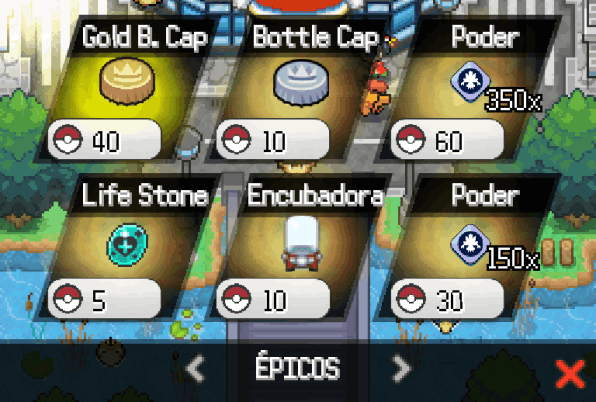 Gold B. Cap Bottle Cap Poder
350x
40 10 60
Life Stone Encubadora Poder
150x
5 10 30
< ÉPICOS >